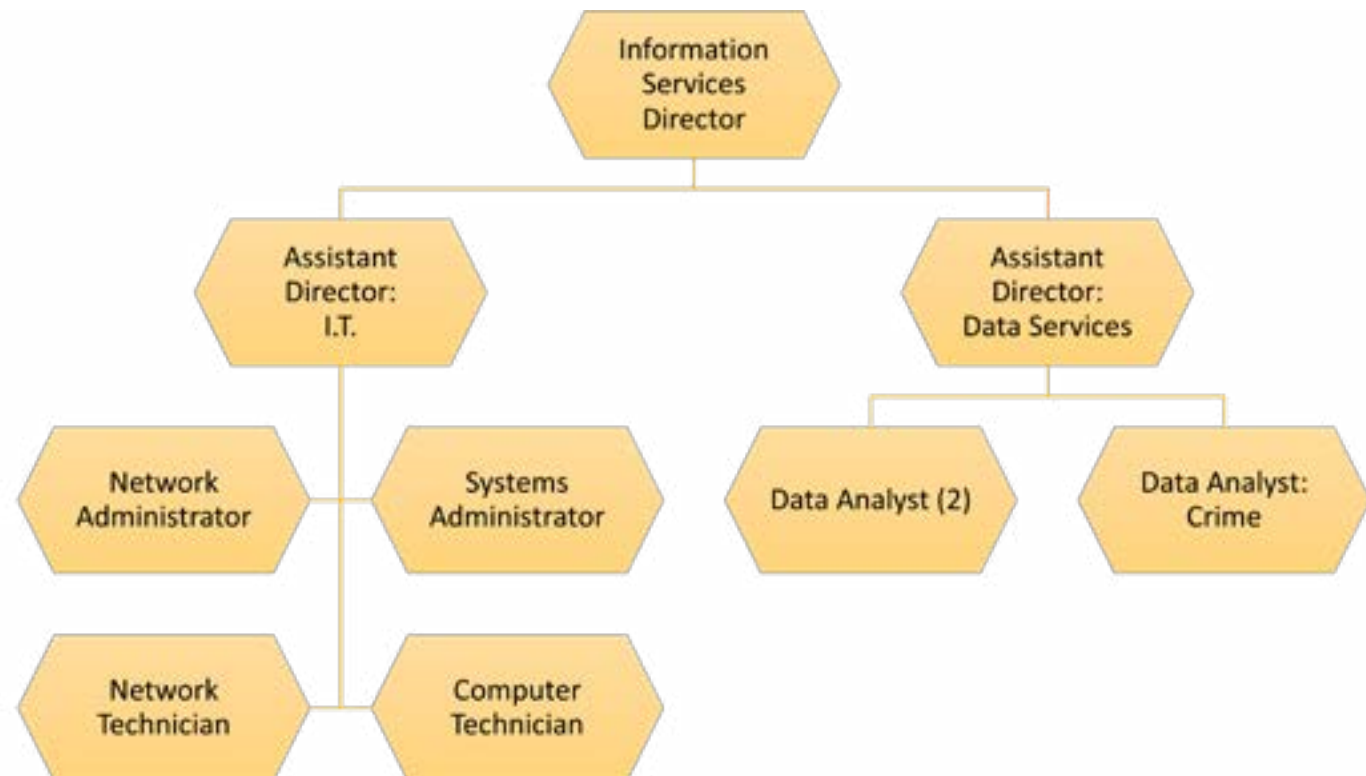 Information
Services
Director
Assistant
Director:
I.T.
Assistant
Director:
Data Services
Network
Administrator
Systems
Administrator
Data Analyst (2)
Data Analyst:
Crime
Network
Technician
Computer
Technician